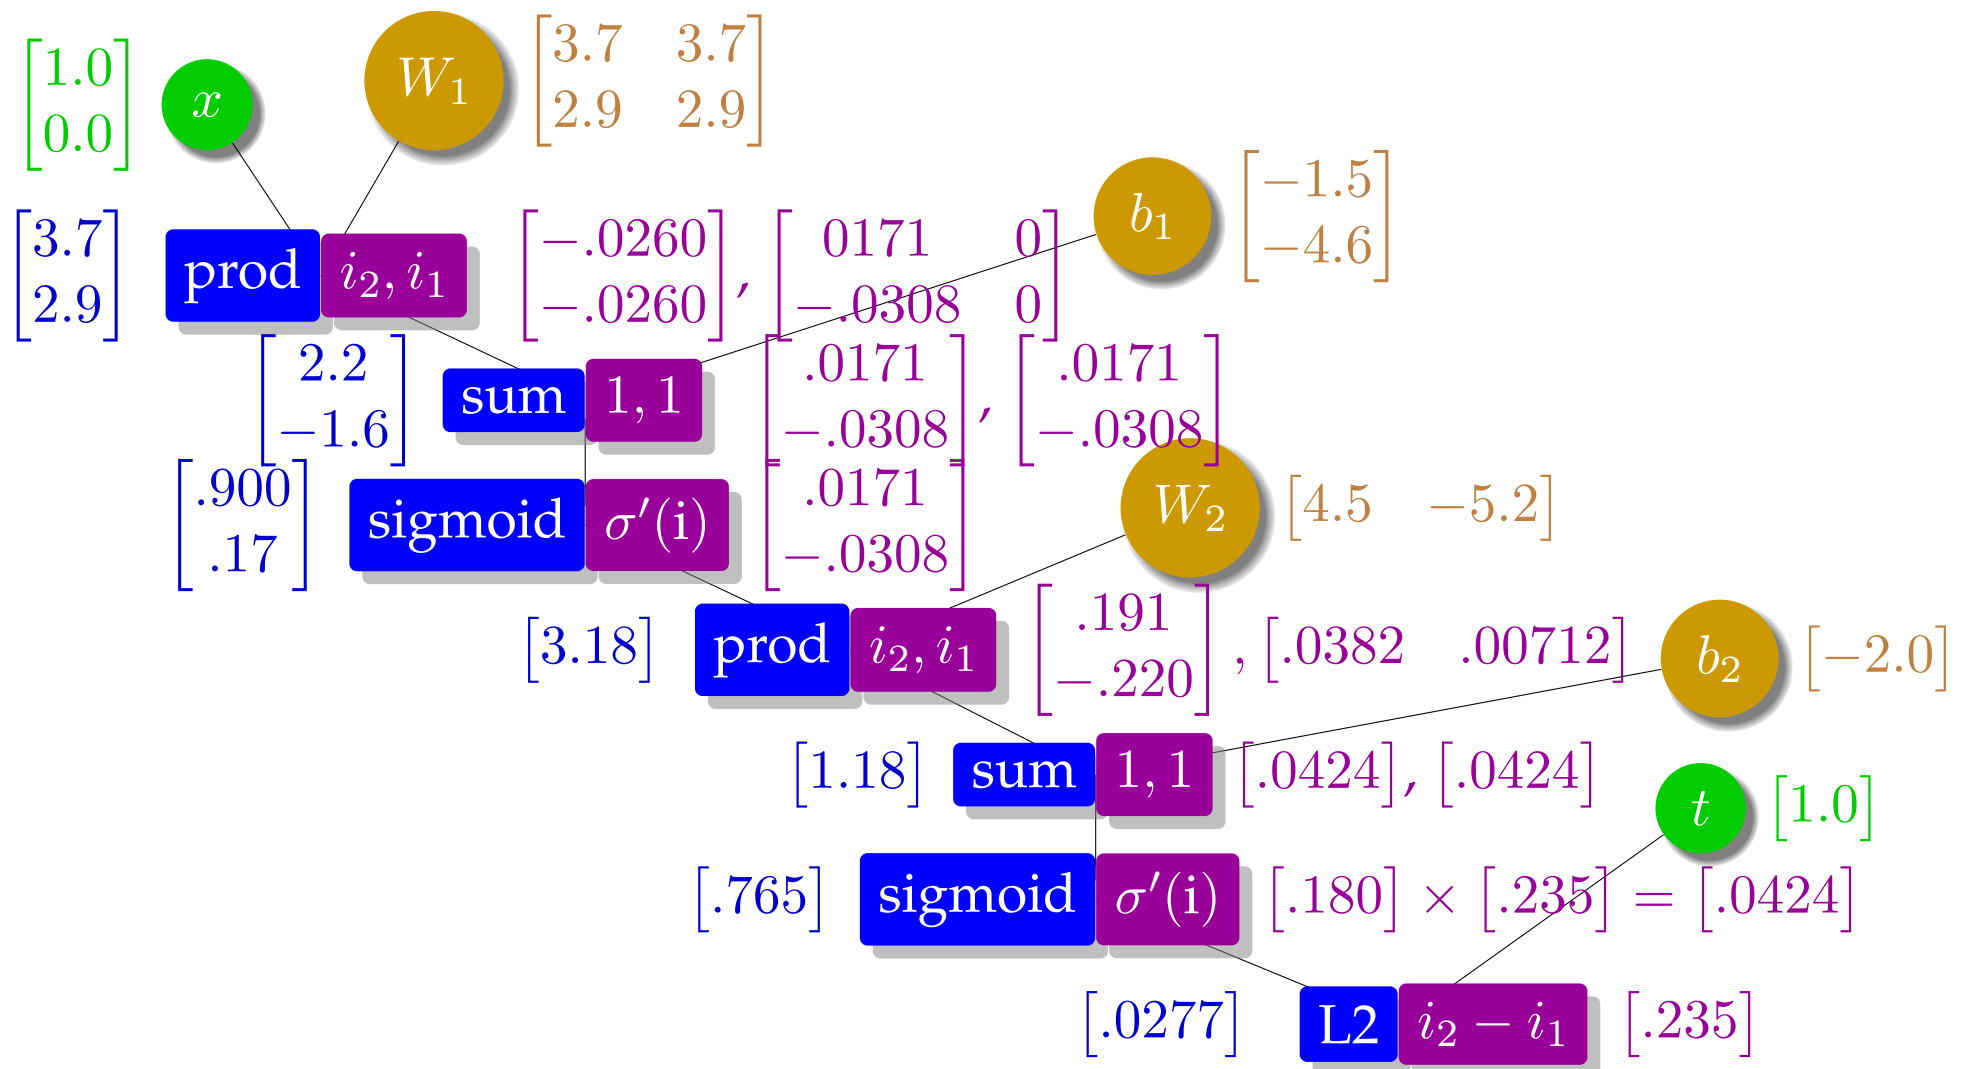 [1.0 0.0] x W₁ [3.7 3.7 2.9 2.9]
b₁ [−1.5 −4.6]
[3.7 2.9] prod i₂, i₁ [−.0260 −.0260], [0171 0 −.0308 0]
[2.2 −1.6] sum 1, 1 [.0171 −.0308], [.0171 −.0308]
[.900 .17] sigmoid σ′(i) [.0171 −.0308] W₂ [4.5 −5.2]
[3.18] prod i₂, i₁ [.191 −.220], [.0382 .00712] b₂ [−2.0]
[1.18] sum 1, 1 [.0424], [.0424] t [1.0]
[.765] sigmoid σ′(i) [.180] × [.235] = [.0424]
[.0277] L2 i₂ − i₁ [.235]